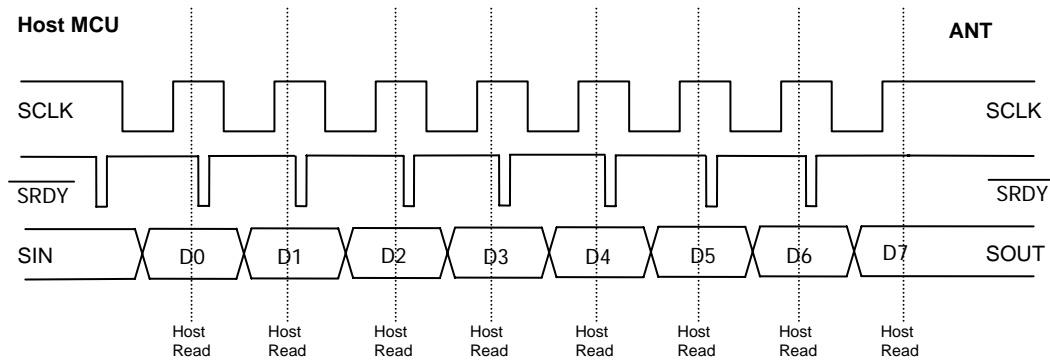 Host MCU
ANT
SCLK
SCLK
SRDY
SRDY
SIN
D0
D1
D2
D3
D4
D5
D6
D7
SOUT
Host
Read
Host
Read
Host
Read
Host
Read
Host
Read
Host
Read
Host
Read
Host
Read